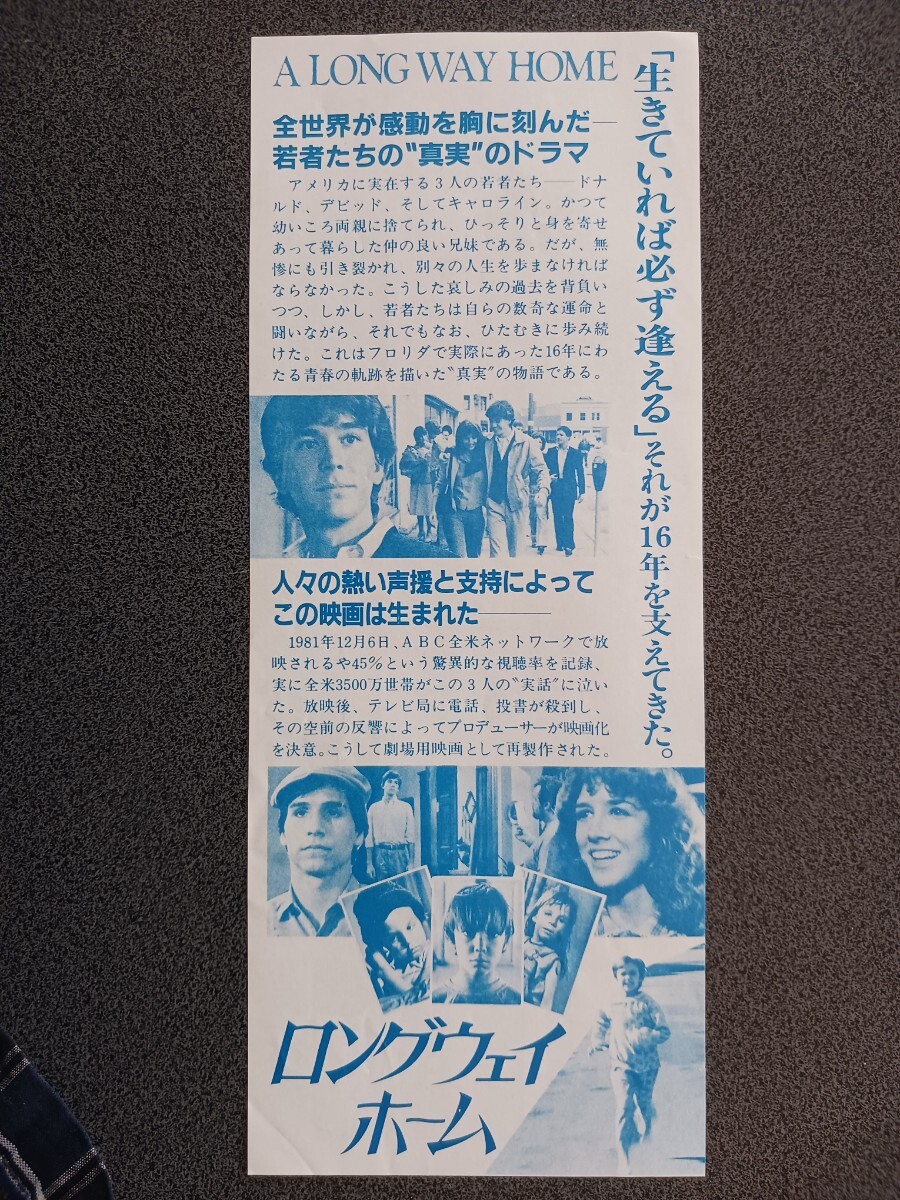 A LONG WAY HOME
「生きていれば必ず逢える」それが16年を支えてきた。
全世界が感動を胸に刻んだ―
若者たちの“真実”のドラマ
アメリカに実在する3人の若者たち――ドナ
ルド、デビッド、そしてキャロライン。かつて
幼いころ両親に捨てられ、ひっそりと身を寄せ
あって暮らした仲の良い兄妹である。だが、無
惨にも引き裂かれ、別々の人生を歩まなければ
ならなかった。こうした哀しみの過去を背負い
つつ、しかし、若者たちは自らの数奇な運命と
闘いながら、それでもなお、ひたむきに歩み続
けた。これはフロリダで実際にあった16年にわ
たる青春の軌跡を描いた“真実”の物語である。
人々の熱い声援と支持によって
この映画は生まれた――
1981年12月6日、ABC全米ネットワークで放
映されるや45％という驚異的な視聴率を記録、
実に全米3500万世帯がこの3人の“実話”に泣い
た。放映後、テレビ局に電話、投書が殺到し、
その空前の反響によってプロデューサーが映画化
を決意。こうして劇場用映画として再製作された。
ロングウェイ
ホーム